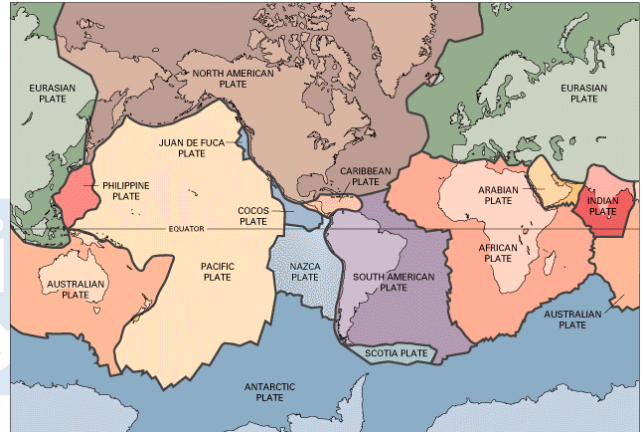 NORTH AMERICAN
PLATE
EURASIAN
PLATE
EURASIAN
PLATE
JUAN DE FUCA
PLATE
CARIBBEAN
PLATE
PHILIPPINE
PLATE
ARABIAN
PLATE
INDIAN
PLATE
COCOS
PLATE
EQUATOR
AFRICAN
PLATE
PACIFIC
PLATE
NAZCA
PLATE
SOUTH AMERICAN
PLATE
AUSTRALIAN
PLATE
AUSTRALIAN
PLATE
SCOTIA PLATE
ANTARCTIC
PLATE